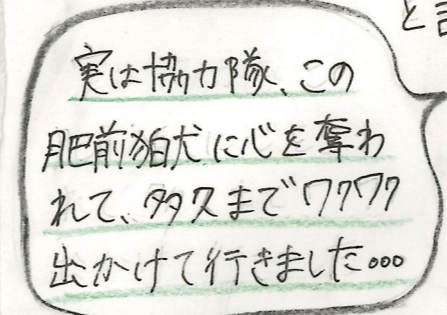 と
実は協力隊、この
肥前狛犬に心を奪わ
れて、多久までワクワク
出かけて行きました...